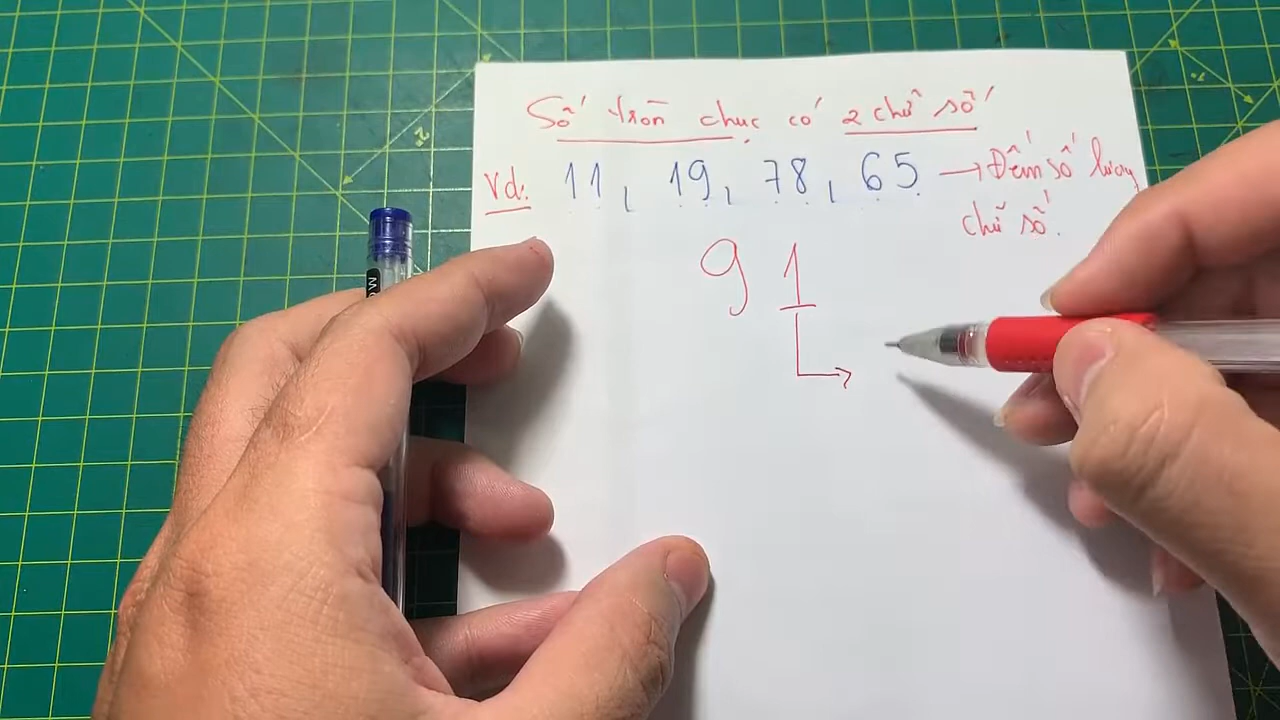 Số tròn chục có 2 chữ số
Vd: 11, 19, 78, 65 → Đếm số lượng
chữ số.
91